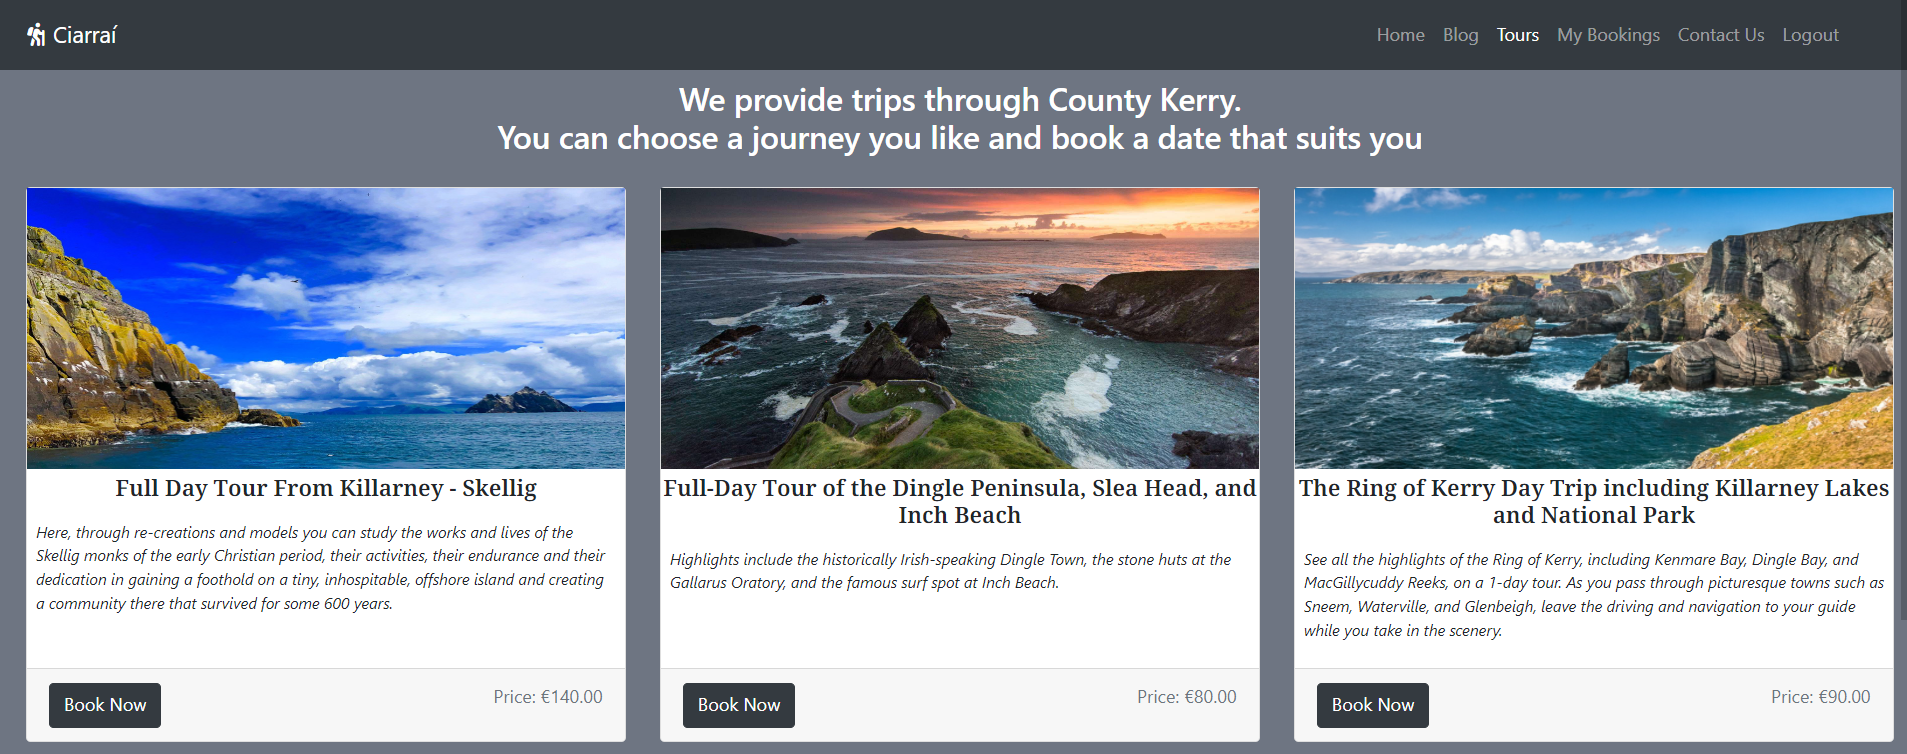 Ciarraí
Home Blog Tours My Bookings Contact Us Logout
We provide trips through County Kerry.
You can choose a journey you like and book a date that suits you
Full Day Tour From Killarney - Skellig
Here, through re-creations and models you can study the works and lives of the
Skellig monks of the early Christian period, their activities, their endurance and their
dedication in gaining a foothold on a tiny, inhospitable, offshore island and creating
a community there that survived for some 600 years.
Book Now
Price: €140.00
Full-Day Tour of the Dingle Peninsula, Slea Head, and
Inch Beach
Highlights include the historically Irish-speaking Dingle Town, the stone huts at the
Gallarus Oratory, and the famous surf spot at Inch Beach.
Book Now
Price: €80.00
The Ring of Kerry Day Trip including Killarney Lakes
and National Park
See all the highlights of the Ring of Kerry, including Kenmare Bay, Dingle Bay, and
MacGillycuddy Reeks, on a 1-day tour. As you pass through picturesque towns such as
Sneem, Waterville, and Glenbeigh, leave the driving and navigation to your guide
while you take in the scenery.
Book Now
Price: €90.00